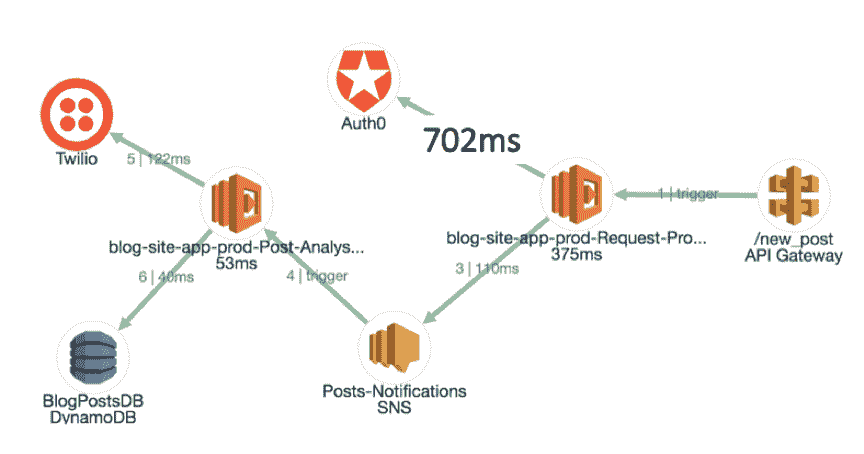 Auth0
702ms
Twilio
5 | 122ms
1 | trigger
blog-site-app-prod-Post-Analys...
53ms
blog-site-app-prod-Request-Pro...
375ms
/new_post
API Gateway
6 | 40ms
4 | trigger
3 | 110ms
BlogPostsDB
DynamoDB
Posts-Notifications
SNS